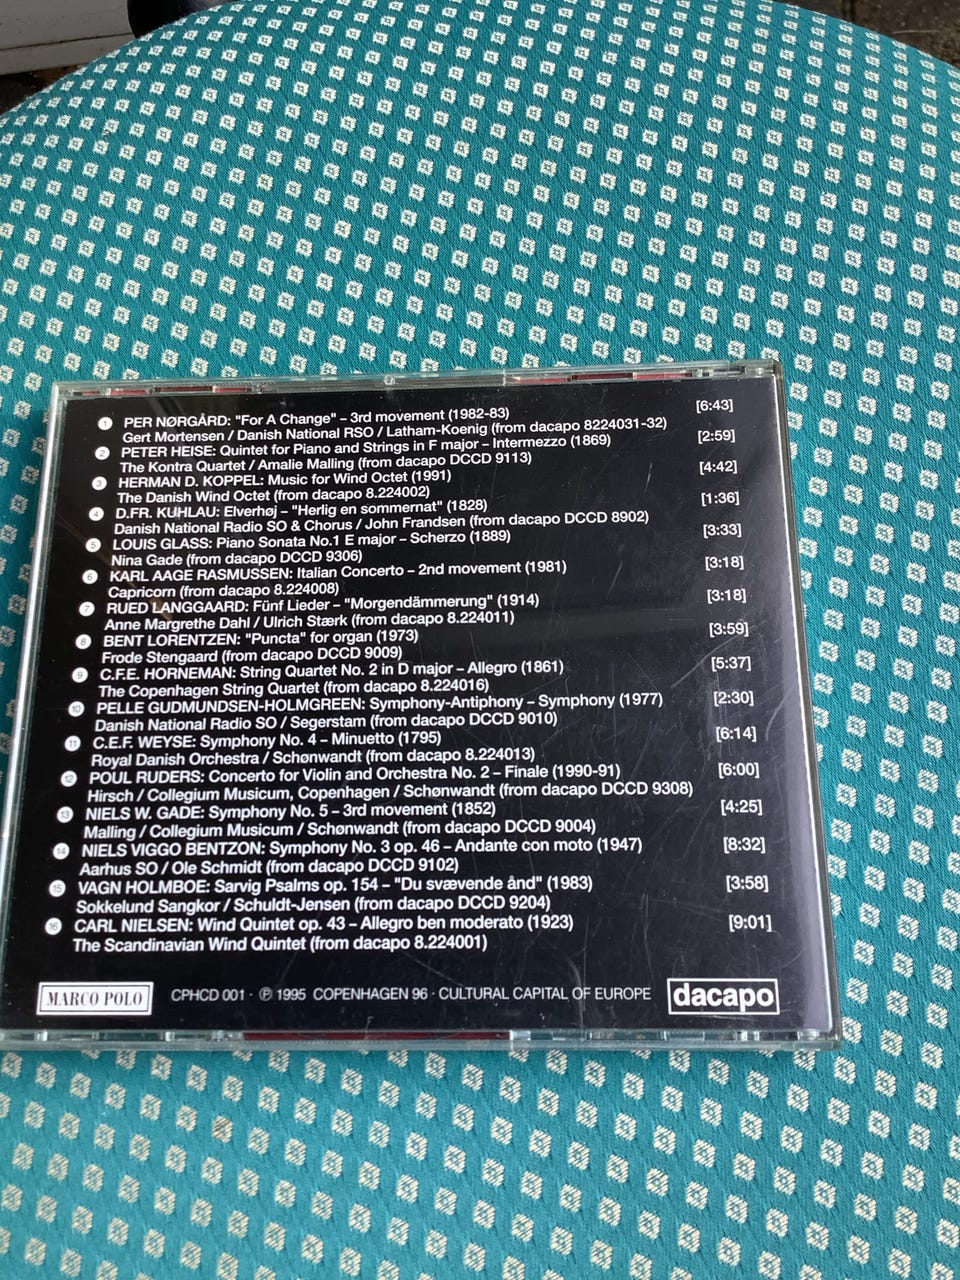 1 PER NØRGÅRD: "For A Change" – 3rd movement (1982-83) [6:43]
Gert Mortensen / Danish National RSO / Latham-Koenig (from dacapo 8224031-32)
2 PETER HEISE: Quintet for Piano and Strings in F major – Intermezzo (1869) [2:59]
The Kontra Quartet / Amalie Malling (from dacapo DCCD 9113)
3 HERMAN D. KOPPEL: Music for Wind Octet (1991) [4:42]
The Danish Wind Octet (from dacapo 8.224002)
4 D.FR. KUHLAU: Elverhøj – "Herlig en sommernat" (1828) [1:36]
Danish National Radio SO & Chorus / John Frandsen (from dacapo DCCD 8902)
5 LOUIS GLASS: Piano Sonata No.1 E major – Scherzo (1889) [3:33]
Nina Gade (from dacapo DCCD 9306)
6 KARL AAGE RASMUSSEN: Italian Concerto – 2nd movement (1981) [3:18]
Capricorn (from dacapo 8.224008)
7 RUED LANGGAARD: Fünf Lieder – "Morgendämmerung" (1914) [3:18]
Anne Margrethe Dahl / Ulrich Stærk (from dacapo 8.224011)
8 BENT LORENTZEN: "Puncta" for organ (1973) [3:59]
Frode Stengaard (from dacapo DCCD 9009)
9 C.F.E. HORNEMAN: String Quartet No. 2 in D major – Allegro (1861) [5:37]
The Copenhagen String Quartet (from dacapo 8.224016)
10 PELLE GUDMUNDSEN-HOLMGREEN: Symphony-Antiphony – Symphony (1977) [2:30]
Danish National Radio SO / Segerstam (from dacapo DCCD 9010)
11 C.E.F. WEYSE: Symphony No. 4 – Minuetto (1795) [6:14]
Royal Danish Orchestra / Schønwandt (from dacapo 8.224013)
12 POUL RUDERS: Concerto for Violin and Orchestra No. 2 – Finale (1990-91) [6:00]
Hirsch / Collegium Musicum, Copenhagen / Schønwandt (from dacapo DCCD 9308)
13 NIELS W. GADE: Symphony No. 5 – 3rd movement (1852) [4:25]
Malling / Collegium Musicum / Schønwandt (from dacapo DCCD 9004)
14 NIELS VIGGO BENTZON: Symphony No. 3 op. 46 – Andante con moto (1947) [8:32]
Aarhus SO / Ole Schmidt (from dacapo DCCD 9102)
15 VAGN HOLMBOE: Sarvig Psalms op. 154 – "Du svævende ånd" (1983) [3:58]
Sokkelund Sangkor / Schuldt-Jensen (from dacapo DCCD 9204)
16 CARL NIELSEN: Wind Quintet op. 43 – Allegro ben moderato (1923) [9:01]
The Scandinavian Wind Quintet (from dacapo 8.224001)
MARCO POLO CPHCD 001 · ℗ 1995 COPENHAGEN 96 · CULTURAL CAPITAL OF EUROPE dacapo